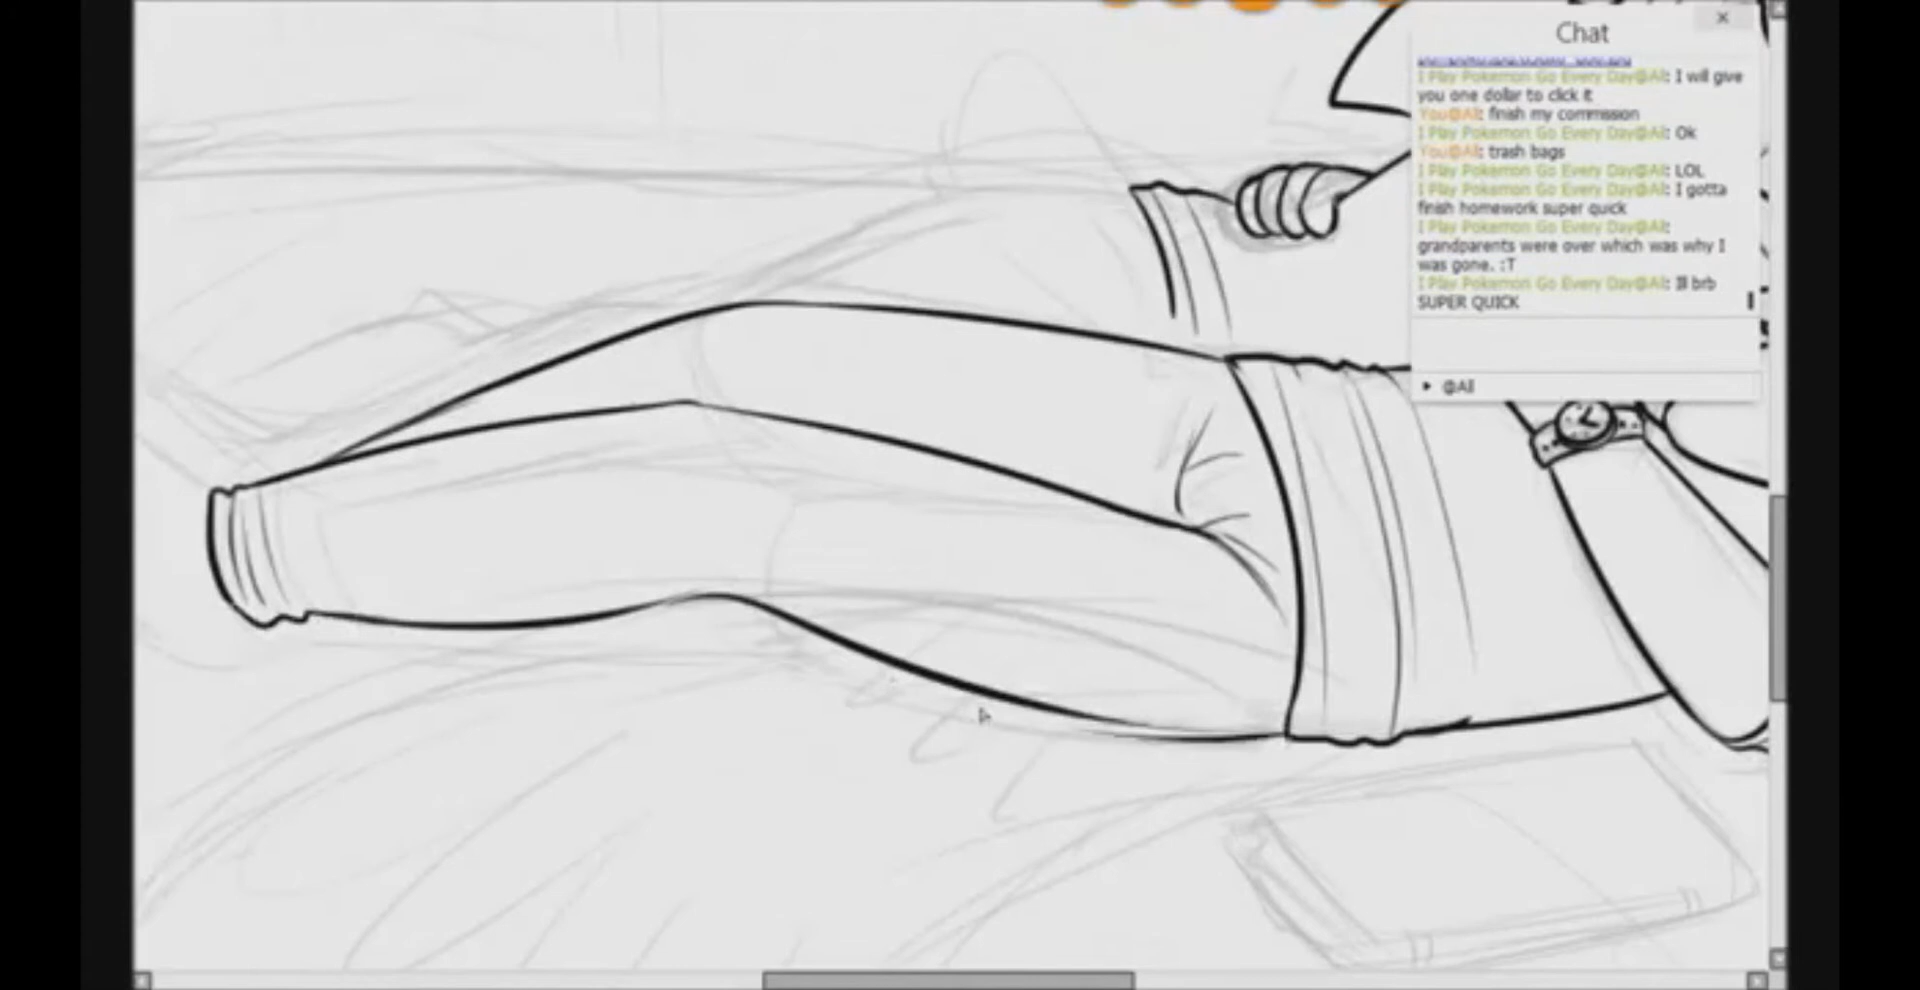 Chat
I Play Pokemon Go Every Day@All: I will give
you one dollar to click it
You@All: finish my commission
I Play Pokemon Go Every Day@All: Ok
You@All: trash bags
I Play Pokemon Go Every Day@All: LOL
I Play Pokemon Go Every Day@All: I gotta
finish homework super quick
I Play Pokemon Go Every Day@All:
grandparents were over which was why I
was gone. :T
I Play Pokemon Go Every Day@All: Ill brb
SUPER QUICK
@All